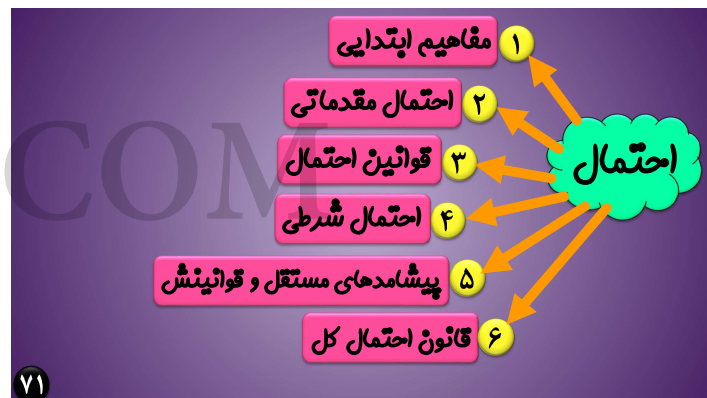 احتمال
۱ مفاهیم ابتدایی
۲ احتمال مقدماتی
۳ قوانین احتمال
۴ احتمال شرطی
۵ پیشامدهای مستقل و قوانینش
۶ قانون احتمال کل
COM
۷۱